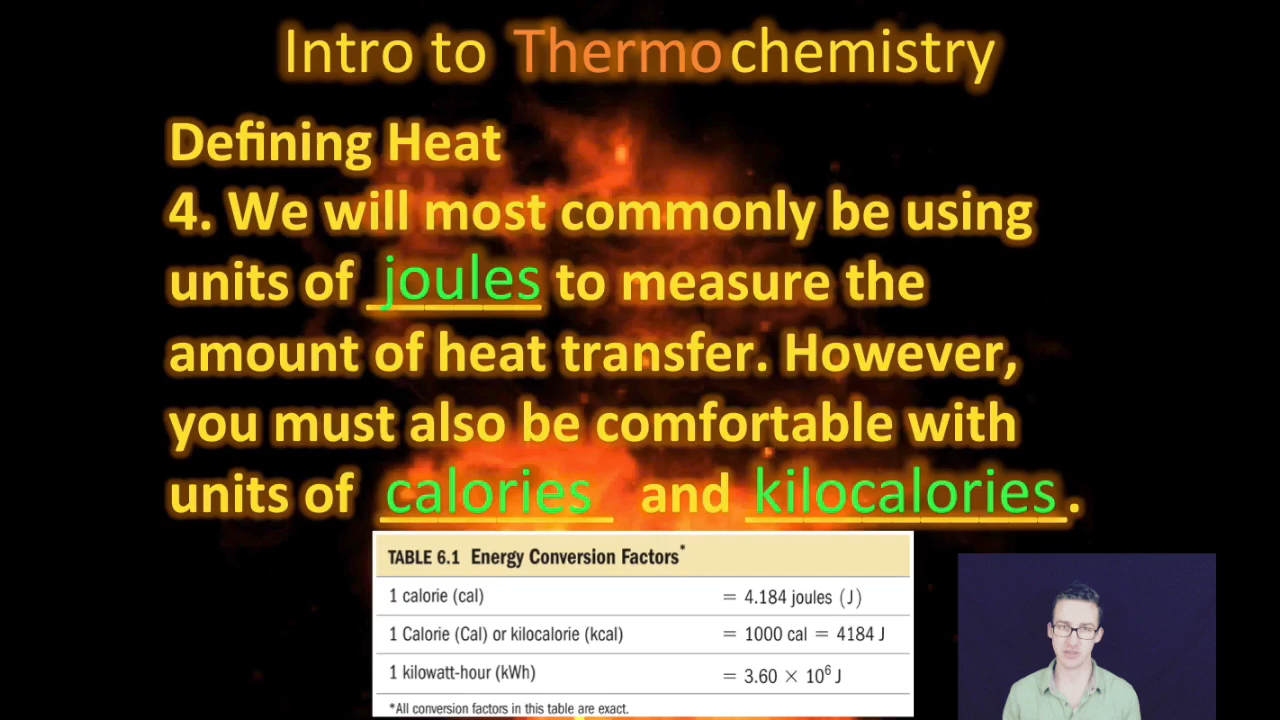 Intro to Thermochemistry
Defining Heat
4. We will most commonly be using
units of joules to measure the
amount of heat transfer. However,
you must also be comfortable with
units of calories and kilocalories.
TABLE 6.1 Energy Conversion Factors*
1 calorie (cal) = 4.184 joules (J)
1 Calorie (Cal) or kilocalorie (kcal) = 1000 cal = 4184 J
1 kilowatt-hour (kWh) = 3.60 × 10⁶ J
*All conversion factors in this table are exact.